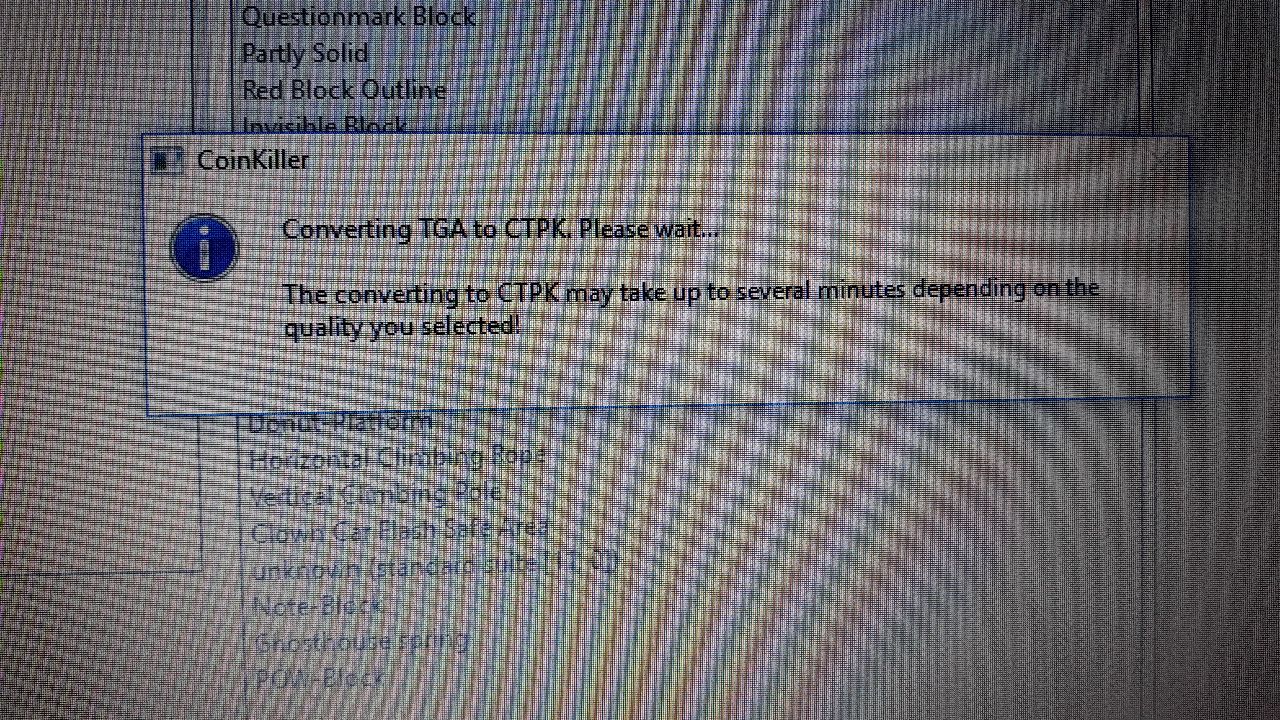 Questionmark Block
Partly Solid
Red Block Outline
Invisible Block
CoinKiller
Converting TGA to CTPK. Please wait...
The converting to CTPK may take up to several minutes depending on the
quality you selected!
Donut-Platform
Horizontal Climbing Rope
Vertical Climbing Pole
Clown Car Flash Safe Area
unknown (standard suite
Note-Block
Ghosthouse spring
POW-Block